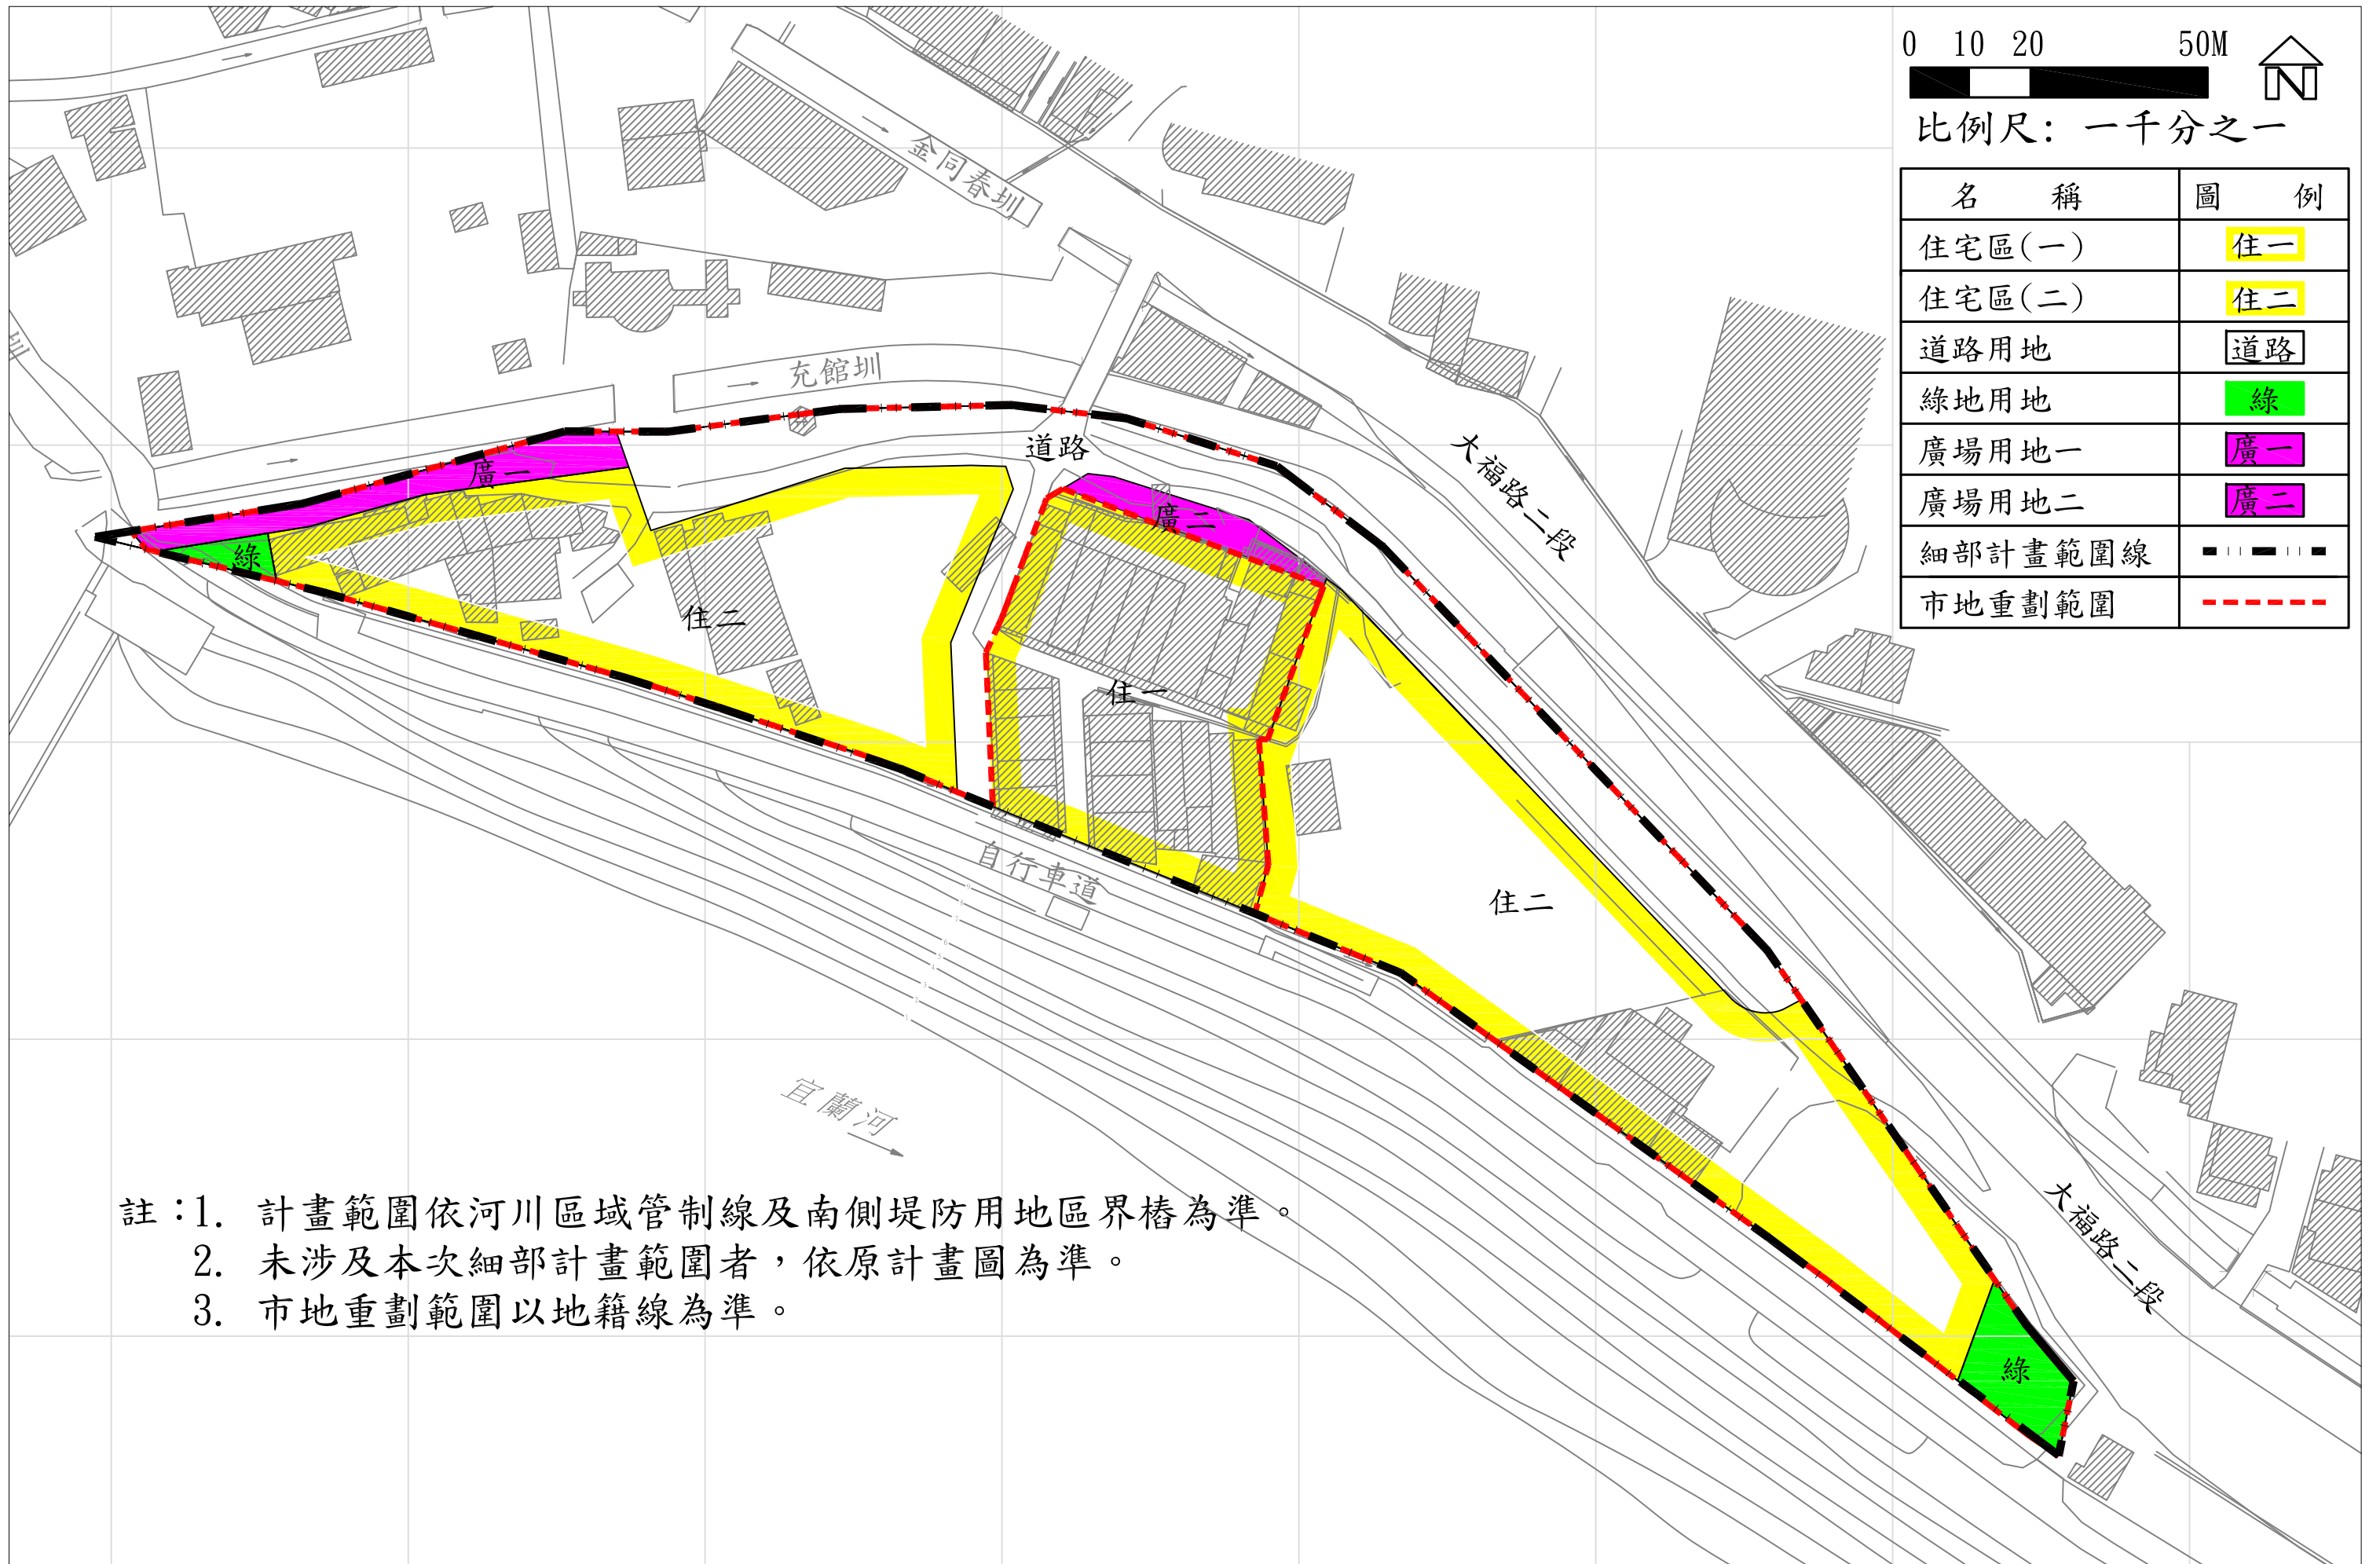 0 10 20 50M
N
比例尺：一千分之一
名 稱 圖 例
住宅區(一) 住一
住宅區(二) 住二
道路用地 道路
綠地用地 綠
廣場用地一 廣一
廣場用地二 廣二
細部計畫範圍線
市地重劃範圍
金同春圳
充館圳
圳
道路
大福路二段
廣一
廣二
綠
住二
住一
自行車道
住二
宜蘭河
大福路二段
綠
註：1. 計畫範圍依河川區域管制線及南側堤防用地區界樁為準。
2. 未涉及本次細部計畫範圍者，依原計畫圖為準。
3. 市地重劃範圍以地籍線為準。